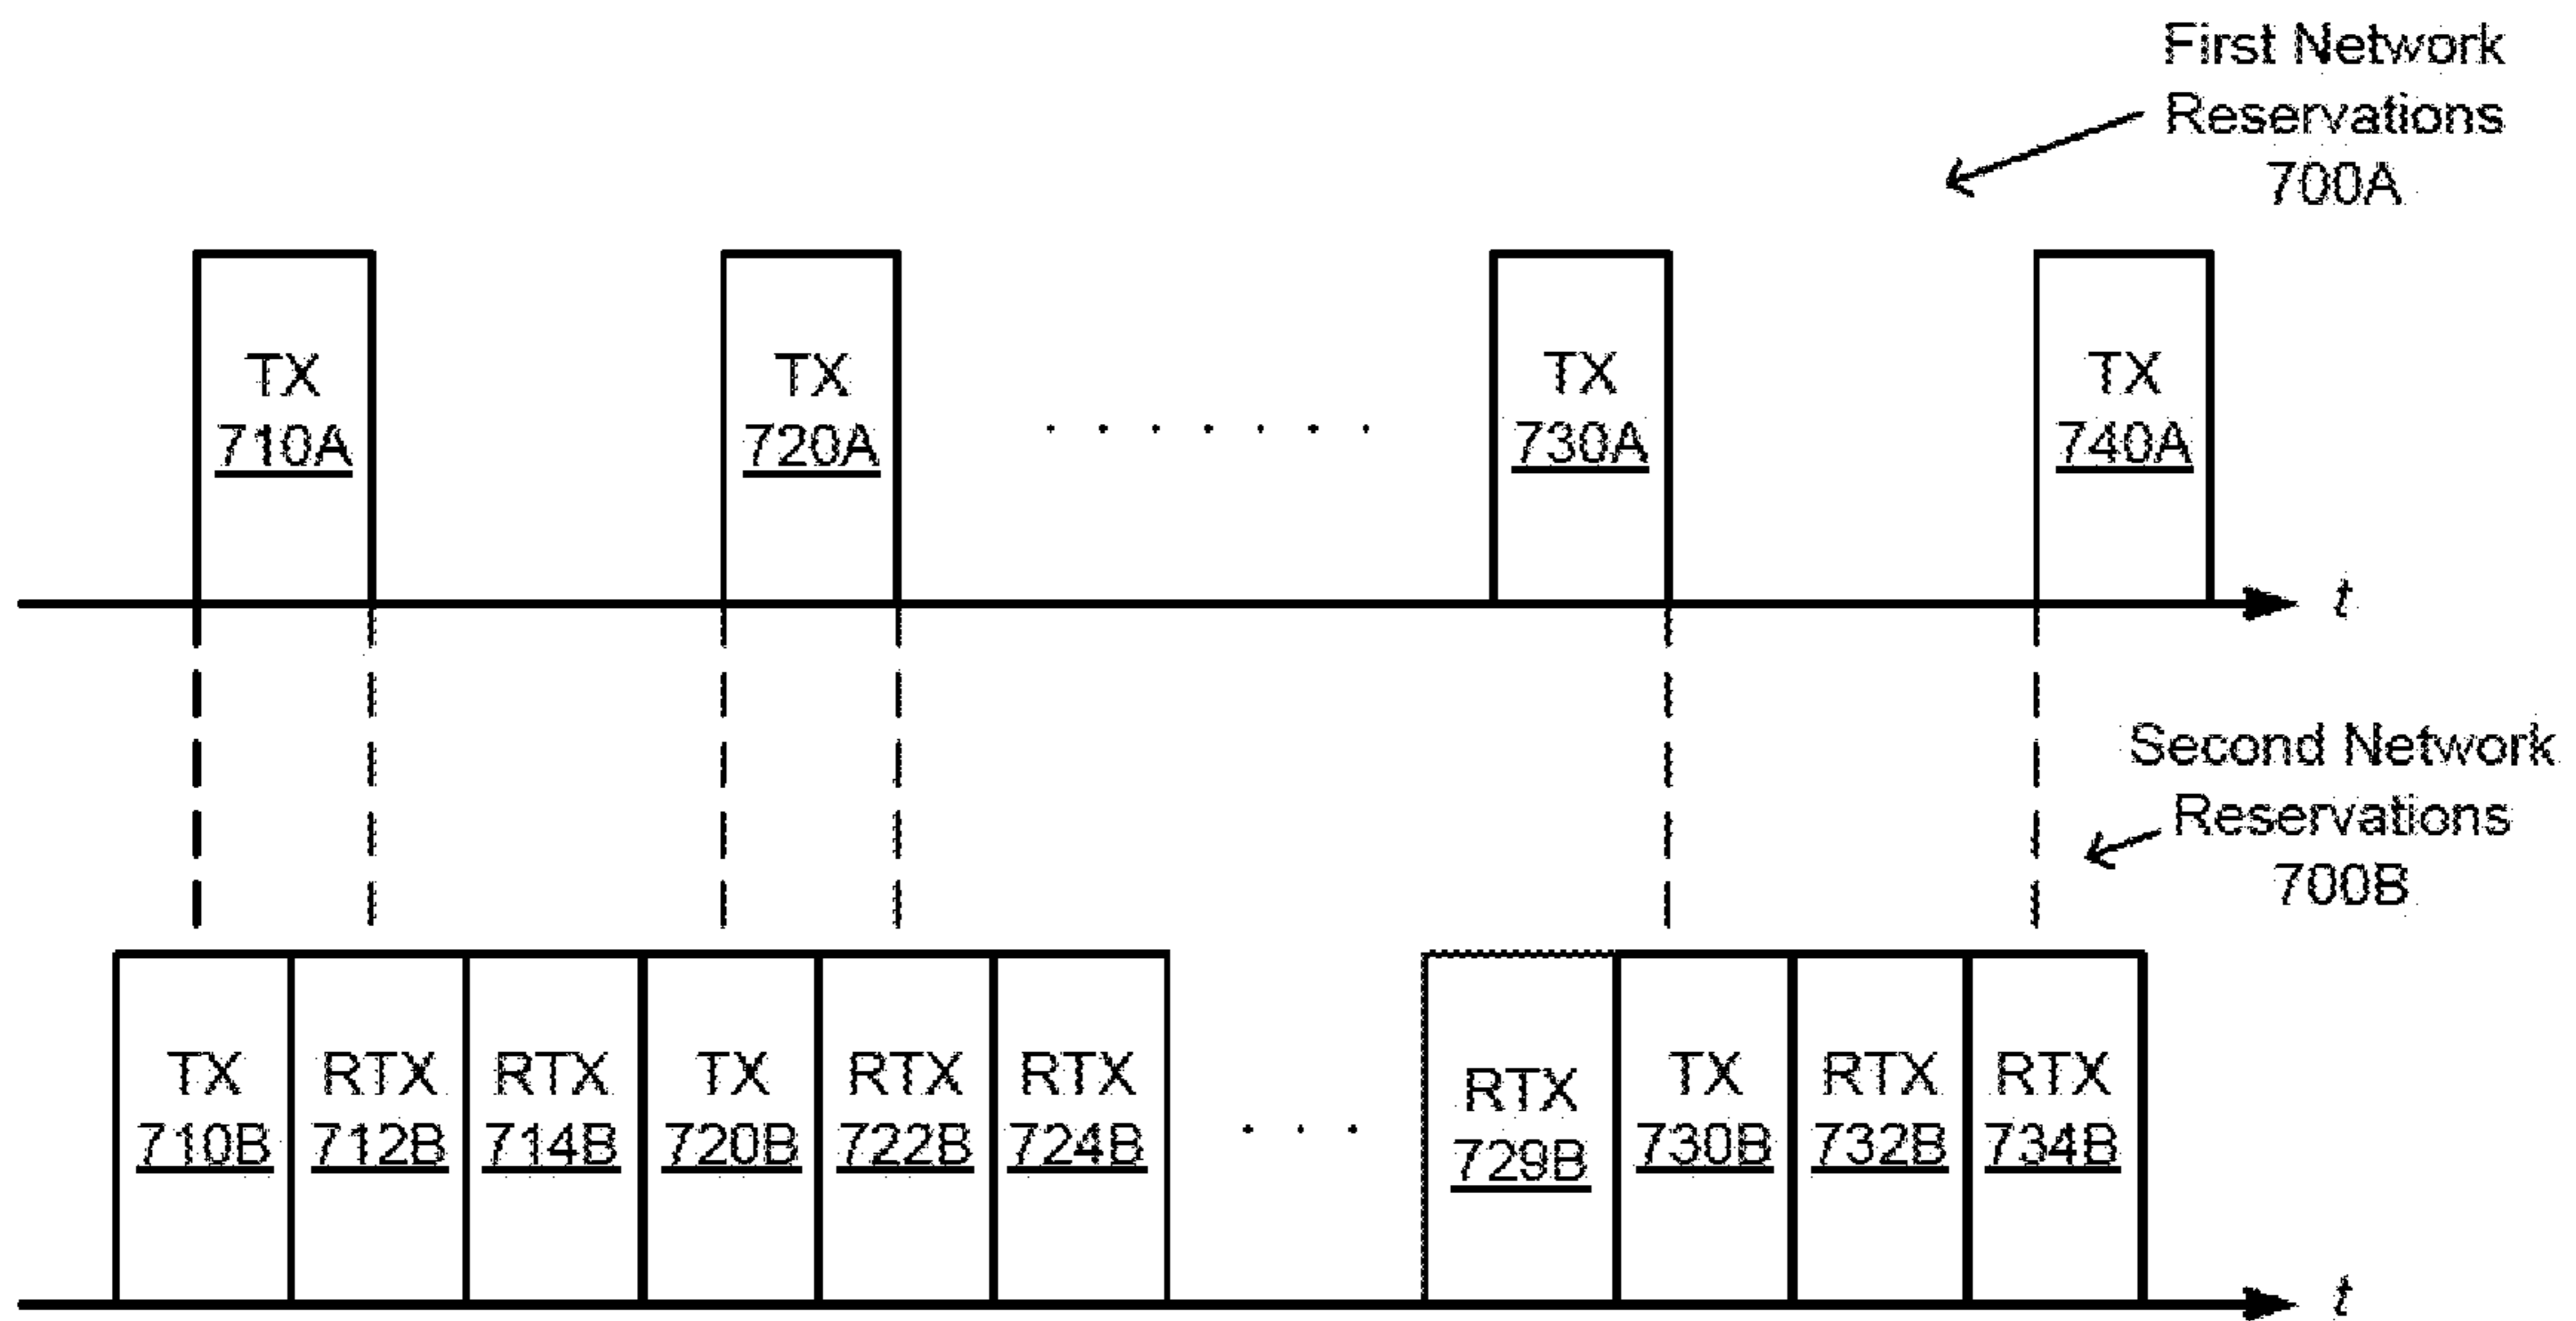 First Network
Reservations
700A
TX
710A
TX
720A
TX
730A
TX
740A
t
Second Network
Reservations
700B
TX
710B
RTX
712B
RTX
714B
TX
720B
RTX
722B
RTX
724B
RTX
729B
TX
730B
RTX
732B
RTX
734B
t